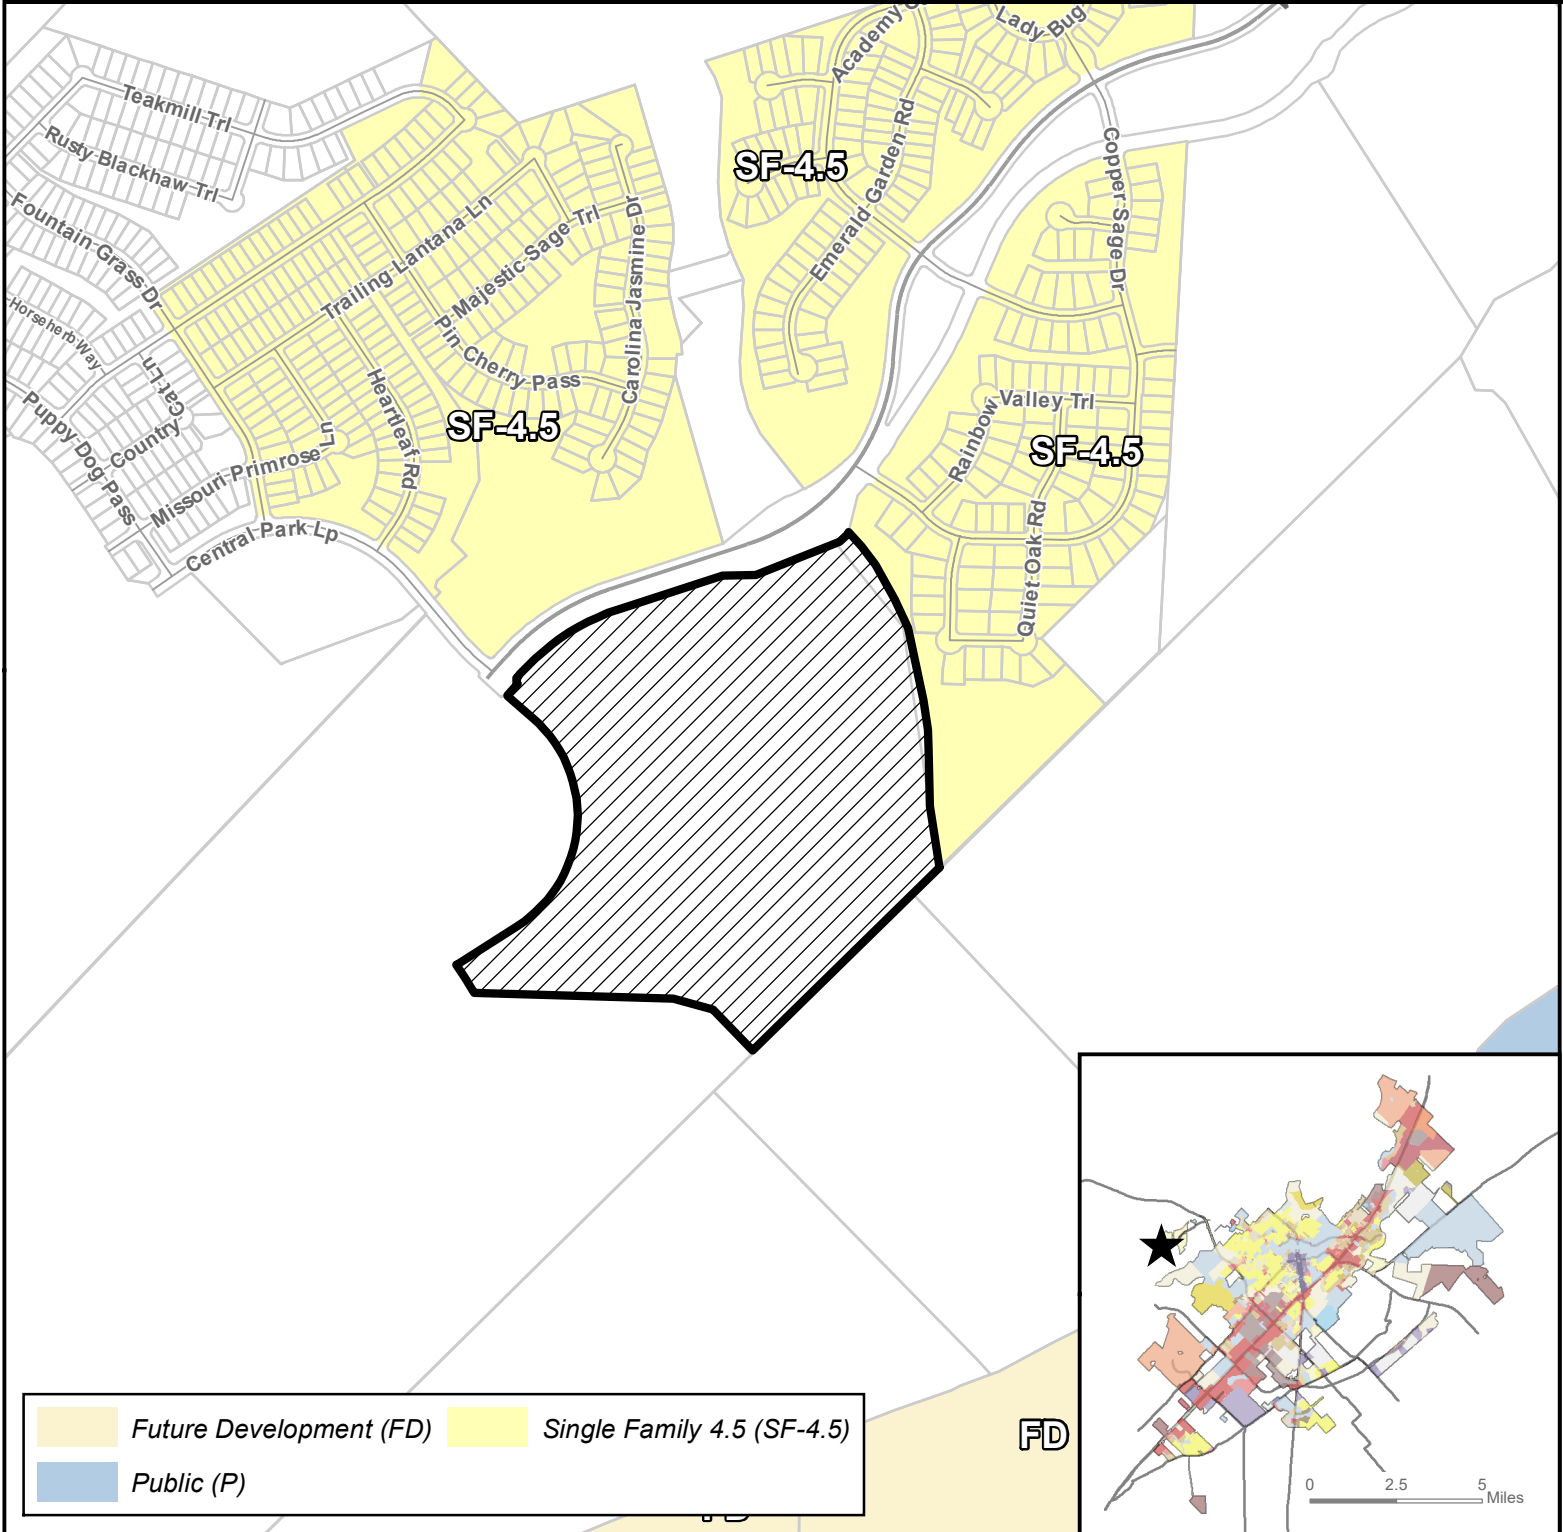 Academy
Lady Bug
Teakmill Trl
Rusty Blackhaw Trl
Copper Sage Dr
Emerald Garden Rd
SF-4.5
Fountain Grass Dr
Trailing Lantana Ln
Majestic Sage Trl
Carolina Jasmine Dr
Horseherb Way
Pin Cherry Pass
Cat Ln
Country
Heartleaf Rd
Puppy Dog Pass
Valley Trl
Rainbow
SF-4.5
SF-4.5
Ln
Missouri Primrose
Central Park Lp
Quiet Oak Rd
Future Development (FD)
Single Family 4.5 (SF-4.5)
Public (P)
FD
0 2.5 5
Miles